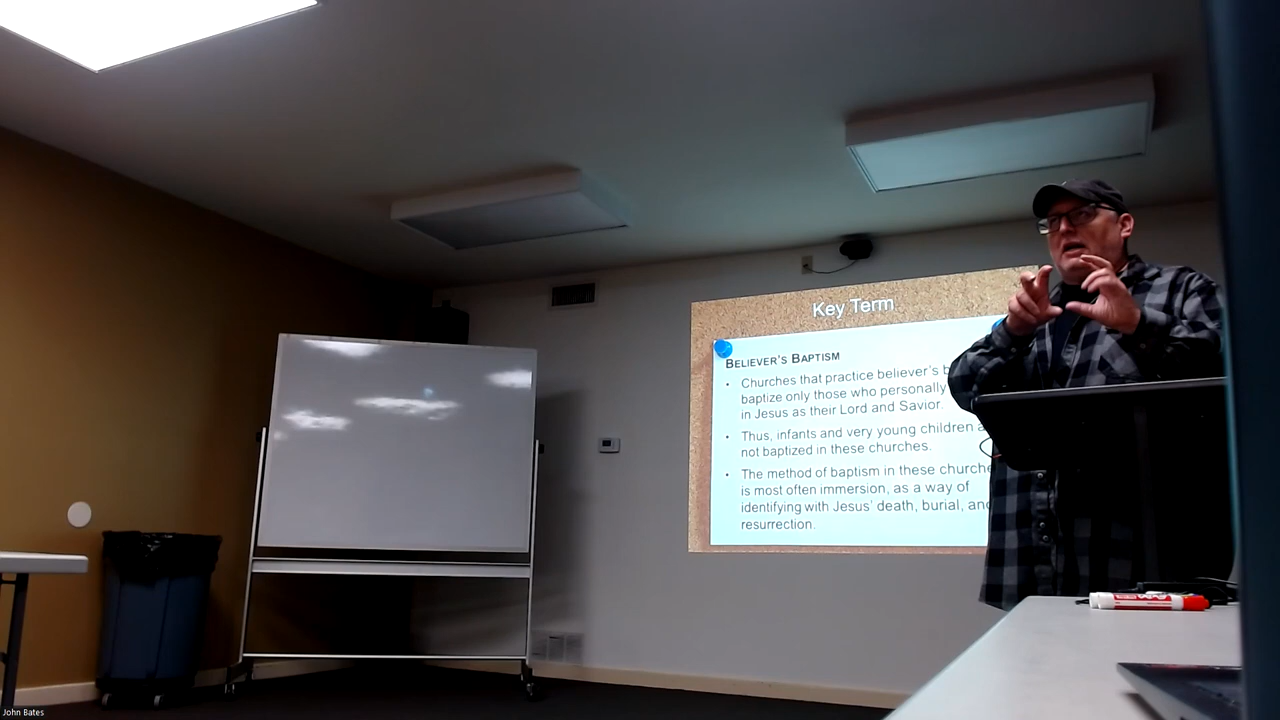 Key Term
BELIEVER'S BAPTISM
• Churches that practice believer's
baptize only those who personally
in Jesus as their Lord and Savior.
• Thus, infants and very young children
not baptized in these churches.
• The method of baptism in these churche
is most often immersion, as a way of
identifying with Jesus' death, burial, and
resurrection.
John Bates